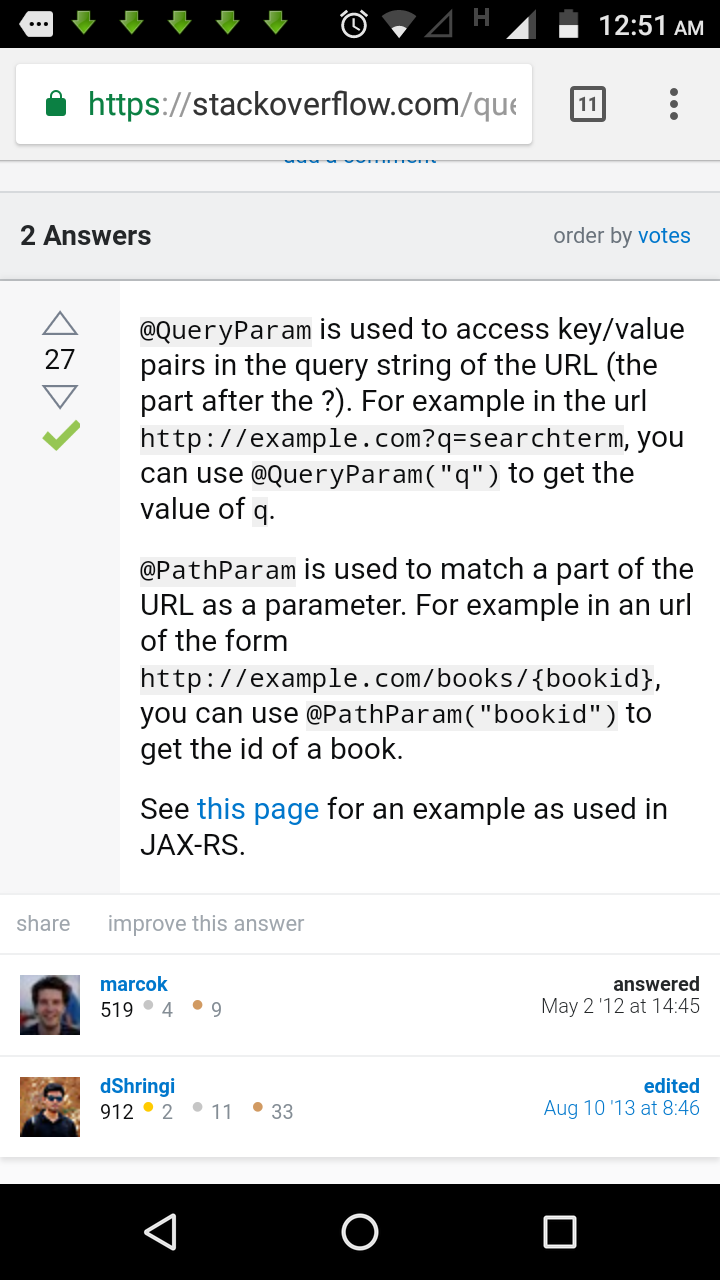 H 12:51 AM
https://stackoverflow.com/que
11
add a comment
2 Answers
order by votes
27
@QueryParam is used to access key/value
pairs in the query string of the URL (the
part after the ?). For example in the url
http://example.com?q=searchterm, you
can use @QueryParam("q") to get the
value of q.
@PathParam is used to match a part of the
URL as a parameter. For example in an url
of the form
http://example.com/books/{bookid},
you can use @PathParam("bookid") to
get the id of a book.
See this page for an example as used in
JAX-RS.
share improve this answer
marcok
519 4 9
answered
May 2 '12 at 14:45
dShringi
912 2 11 33
edited
Aug 10 '13 at 8:46